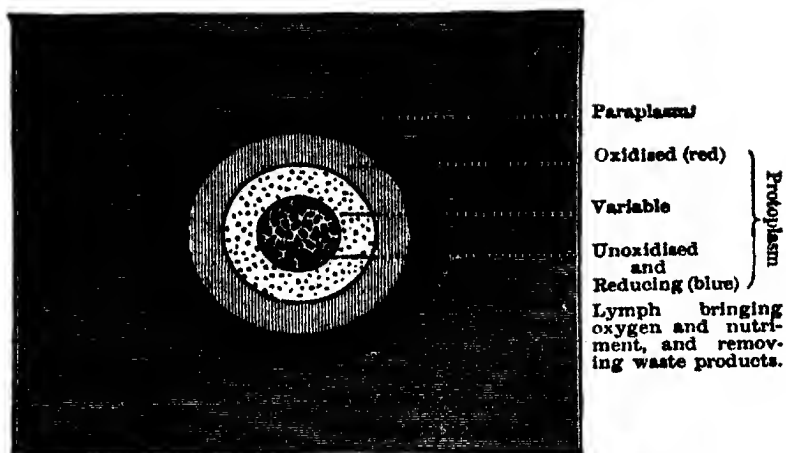 Paraplasm
Oxidised (red)
Variable
Unoxidised
and
Reducing (blue)
Protoplasm
Lymph bringing
oxygen and nutri-
ment, and remov-
ing waste products.